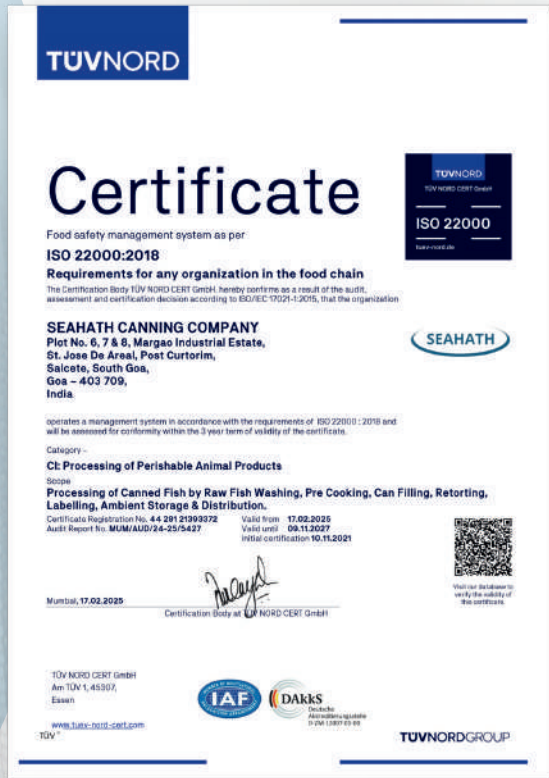 TÜVNORD
TÜVNORD
TÜV NORD CERT GmbH
ISO 22000
tuev-nord.de
Certificate
Food safety management system as per
ISO 22000:2018
Requirements for any organization in the food chain
The Certification Body TÜV NORD CERT GmbH, hereby confirms as a result of the audit,
assessment and certification decision according to ISO/IEC 17021-1:2015, that the organization
SEAHATH CANNING COMPANY
Plot No. 6, 7 & 8, Margao Industrial Estate,
St. Jose De Areal, Post Curtorim,
Salcete, South Goa,
Goa – 403 709,
India
SEAHATH
operates a management system in accordance with the requirements of ISO 22000 : 2018 and
will be assessed for conformity within the 3 year term of validity of the certificate.
Category -
CI: Processing of Perishable Animal Products
Scope
Processing of Canned Fish by Raw Fish Washing, Pre Cooking, Can Filling, Retorting,
Labelling, Ambient Storage & Distribution.
Certificate Registration No. 44 281 21393372
Audit Report No. MUM/AUD/24-25/5427
Valid from 17.02.2025
Valid until 09.11.2027
Initial certification 10.11.2021
Visit our database to
verify the validity of
this certificate.
Mumbai, 17.02.2025
Certification Body at TÜV NORD CERT GmbH
TÜV NORD CERT GmbH
Am TÜV 1, 45307,
Essen
www.tuev-nord-cert.com
TÜV ®
IAF
DAkkS
Deutsche
Akkreditierungsstelle
TÜVNORDGROUP